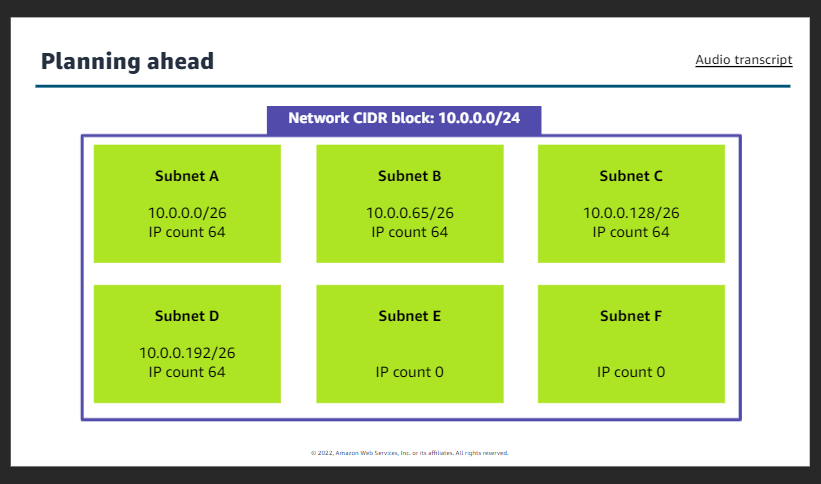 Planning ahead
Audio transcript
Network CIDR block: 10.0.0.0/24
Subnet A
10.0.0.0/26
IP count 64
Subnet B
10.0.0.65/26
IP count 64
Subnet C
10.0.0.128/26
IP count 64
Subnet D
10.0.0.192/26
IP count 64
Subnet E
IP count 0
Subnet F
IP count 0
© 2022, Amazon Web Services, Inc. or its affiliates. All rights reserved.